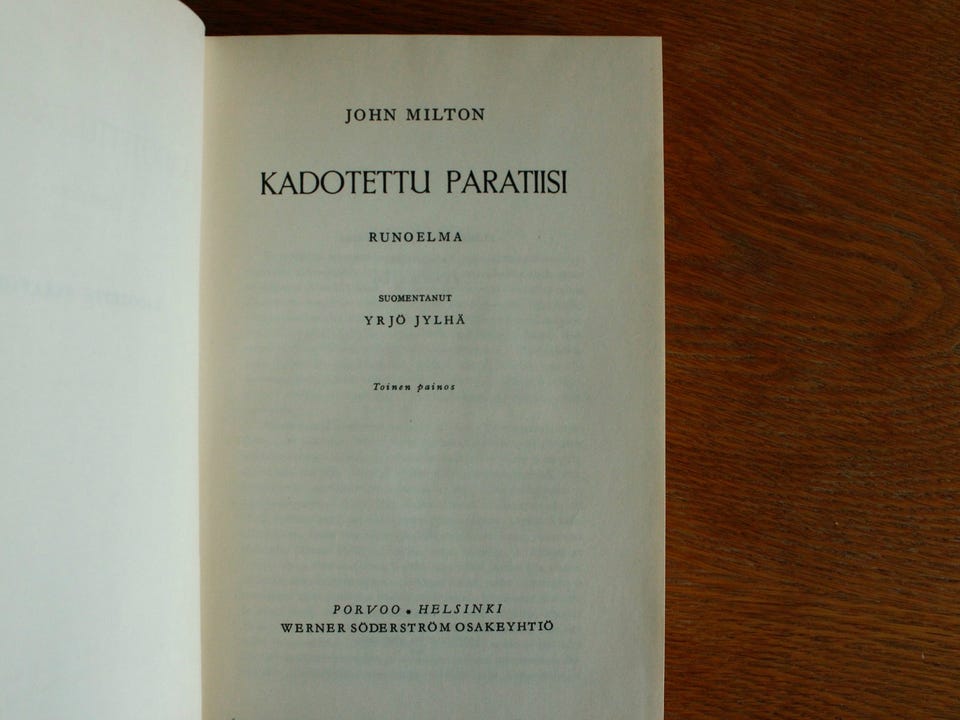 JOHN MILTON
KADOTETTU PARATIISI
RUNOELMA
SUOMENTANUT
YRJÖ JYLHÄ
Toinen painos
PORVOO • HELSINKI
WERNER SÖDERSTRÖM OSAKEYHTIÖ